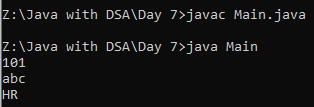 Z:\Java with DSA\Day 7>javac Main.java
Z:\Java with DSA\Day 7>java Main
101
abc
HR